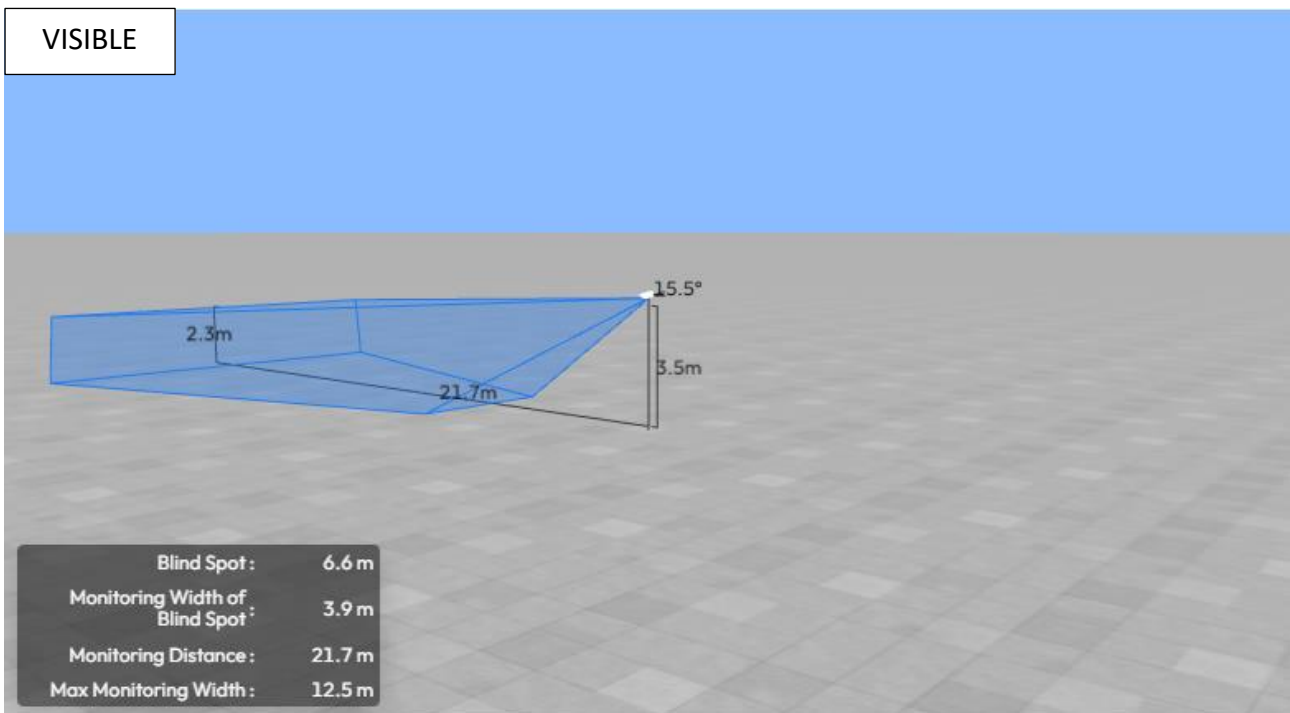 VISIBLE
15.5°
2.3m
3.5m
21.7m
Blind Spot : 6.6 m
Monitoring Width of
Blind Spot : 3.9 m
Monitoring Distance : 21.7 m
Max Monitoring Width : 12.5 m